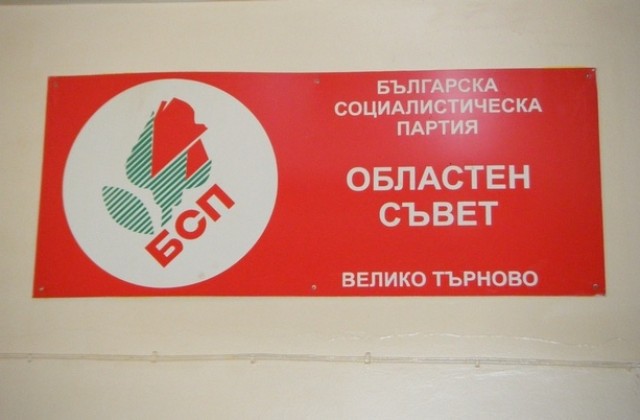 БСП
БЪЛГАРСКА
СОЦИАЛИСТИЧЕСКА
ПАРТИЯ
ОБЛАСТЕН
СЪВЕТ
ВЕЛИКО ТЪРНОВО